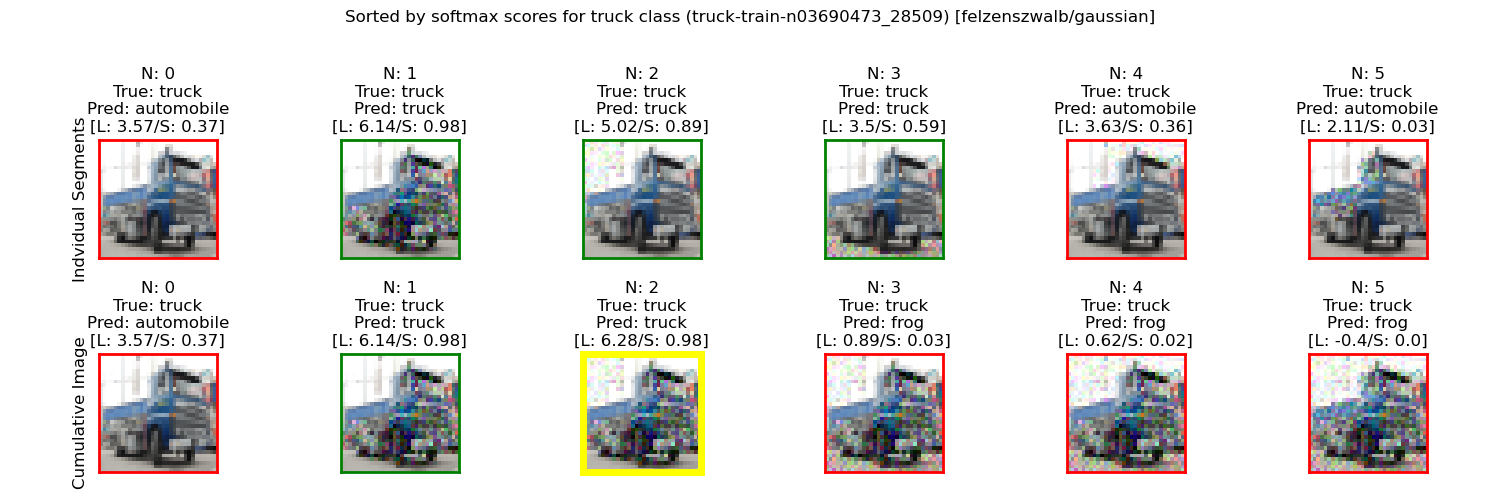 Sorted by softmax scores for truck class (truck-train-n03690473_28509) [felzenszwalb/gaussian]
Indvidual Segments
N: 0
True: truck
Pred: automobile
[L: 3.57/S: 0.37]
N: 1
True: truck
Pred: truck
[L: 6.14/S: 0.98]
N: 2
True: truck
Pred: truck
[L: 5.02/S: 0.89]
N: 3
True: truck
Pred: truck
[L: 3.5/S: 0.59]
N: 4
True: truck
Pred: automobile
[L: 3.63/S: 0.36]
N: 5
True: truck
Pred: automobile
[L: 2.11/S: 0.03]
Cumulative Image
N: 0
True: truck
Pred: automobile
[L: 3.57/S: 0.37]
N: 1
True: truck
Pred: truck
[L: 6.14/S: 0.98]
N: 2
True: truck
Pred: truck
[L: 6.28/S: 0.98]
N: 3
True: truck
Pred: frog
[L: 0.89/S: 0.03]
N: 4
True: truck
Pred: frog
[L: 0.62/S: 0.02]
N: 5
True: truck
Pred: frog
[L: -0.4/S: 0.0]